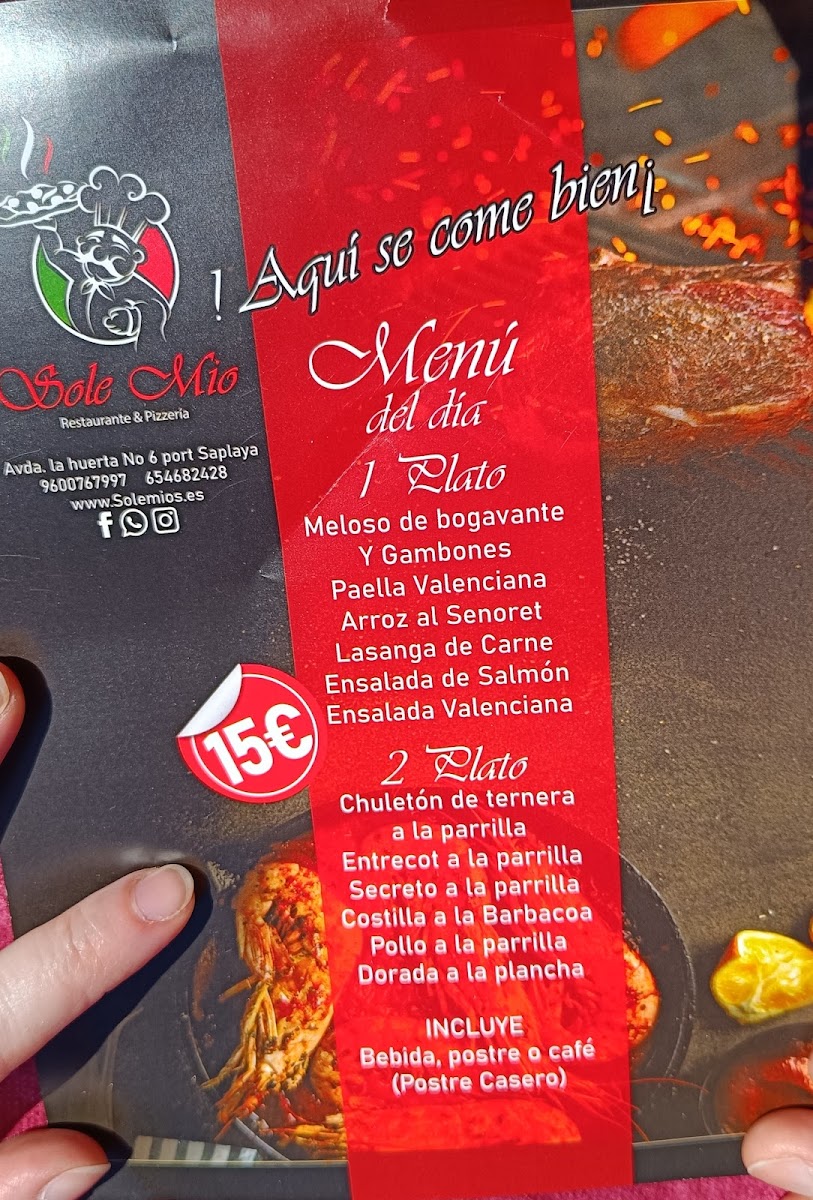 ! Aquí se come bien¡
Sole Mio
Restaurante & Pizzeria
Avda. la huerta No 6 port Saplaya
9600767997 654682428
www.Solemios.es
Menú
del día
1 Plato
Meloso de bogavante
Y Gambones
Paella Valenciana
Arroz al Senoret
Lasanga de Carne
Ensalada de Salmón
Ensalada Valenciana
15€
2 Plato
Chuletón de ternera
a la parrilla
Entrecot a la parrilla
Secreto a la parrilla
Costilla a la Barbacoa
Pollo a la parrilla
Dorada a la plancha
INCLUYE
Bebida, postre o café
(Postre Casero)